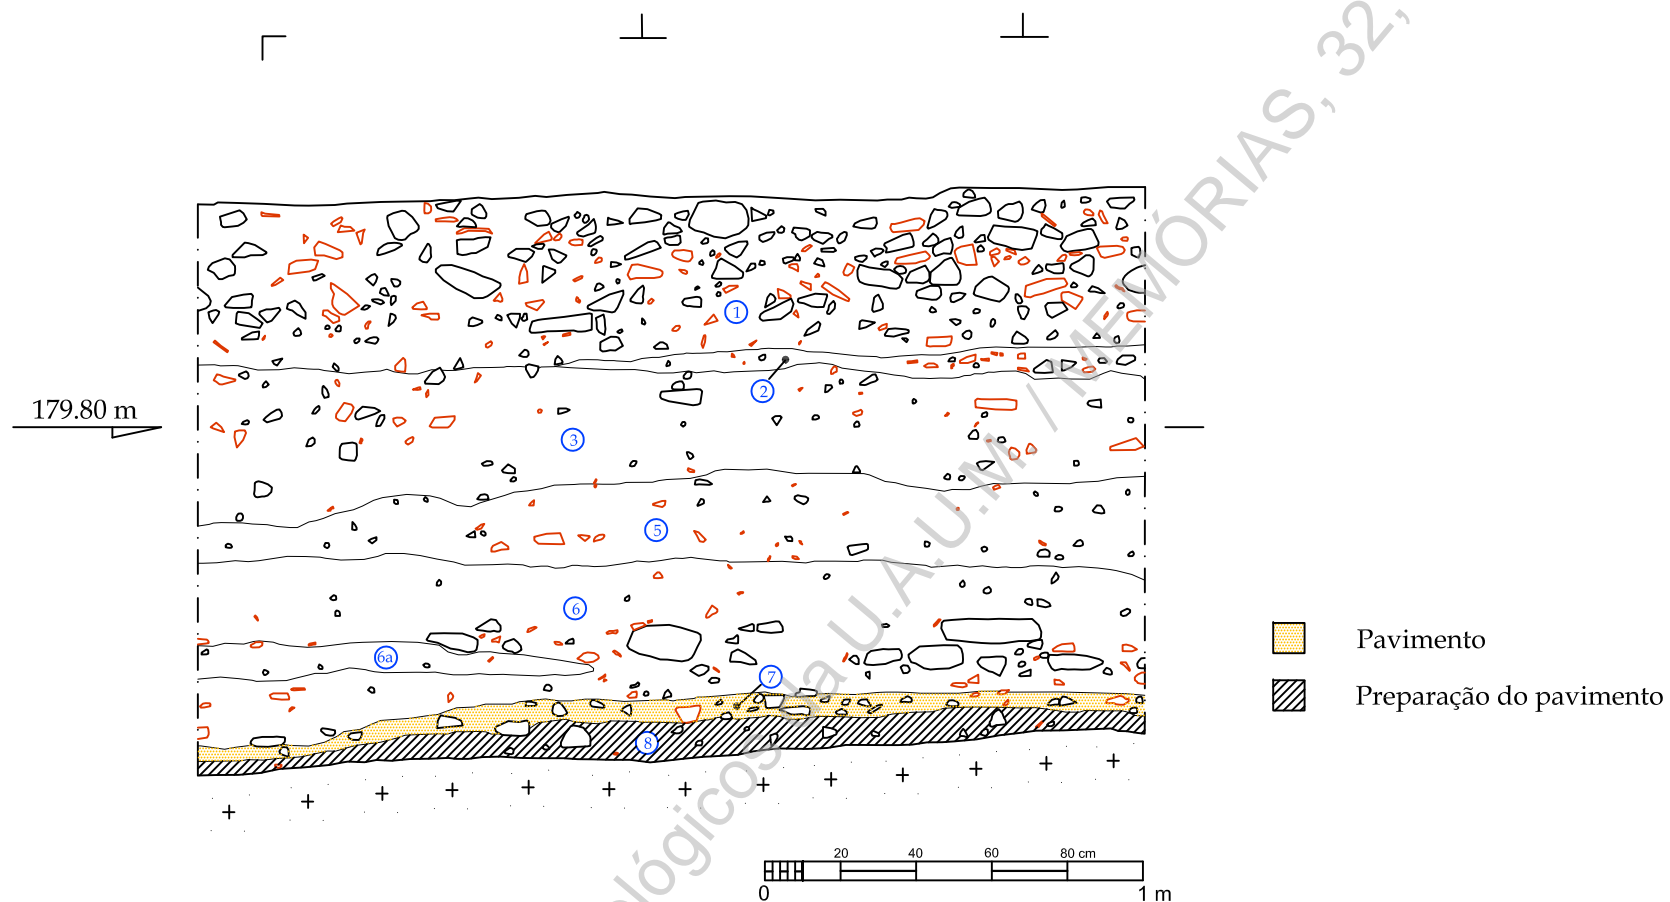 179.80 m
1
2
3
5
6
6a
7
8
Pavimento
Preparação do pavimento
20 40 60 80 cm
0 1 m
ológicos da U.A.U.M. / MEMÓRIAS, 32,